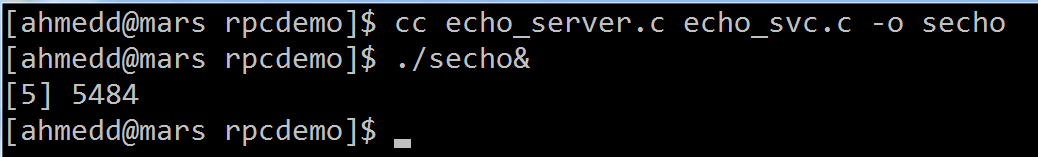 [ahmedd@mars rpcdemo]$ cc echo_server.c echo_svc.c -o secho
[ahmedd@mars rpcdemo]$ ./secho&
[5] 5484
[ahmedd@mars rpcdemo]$